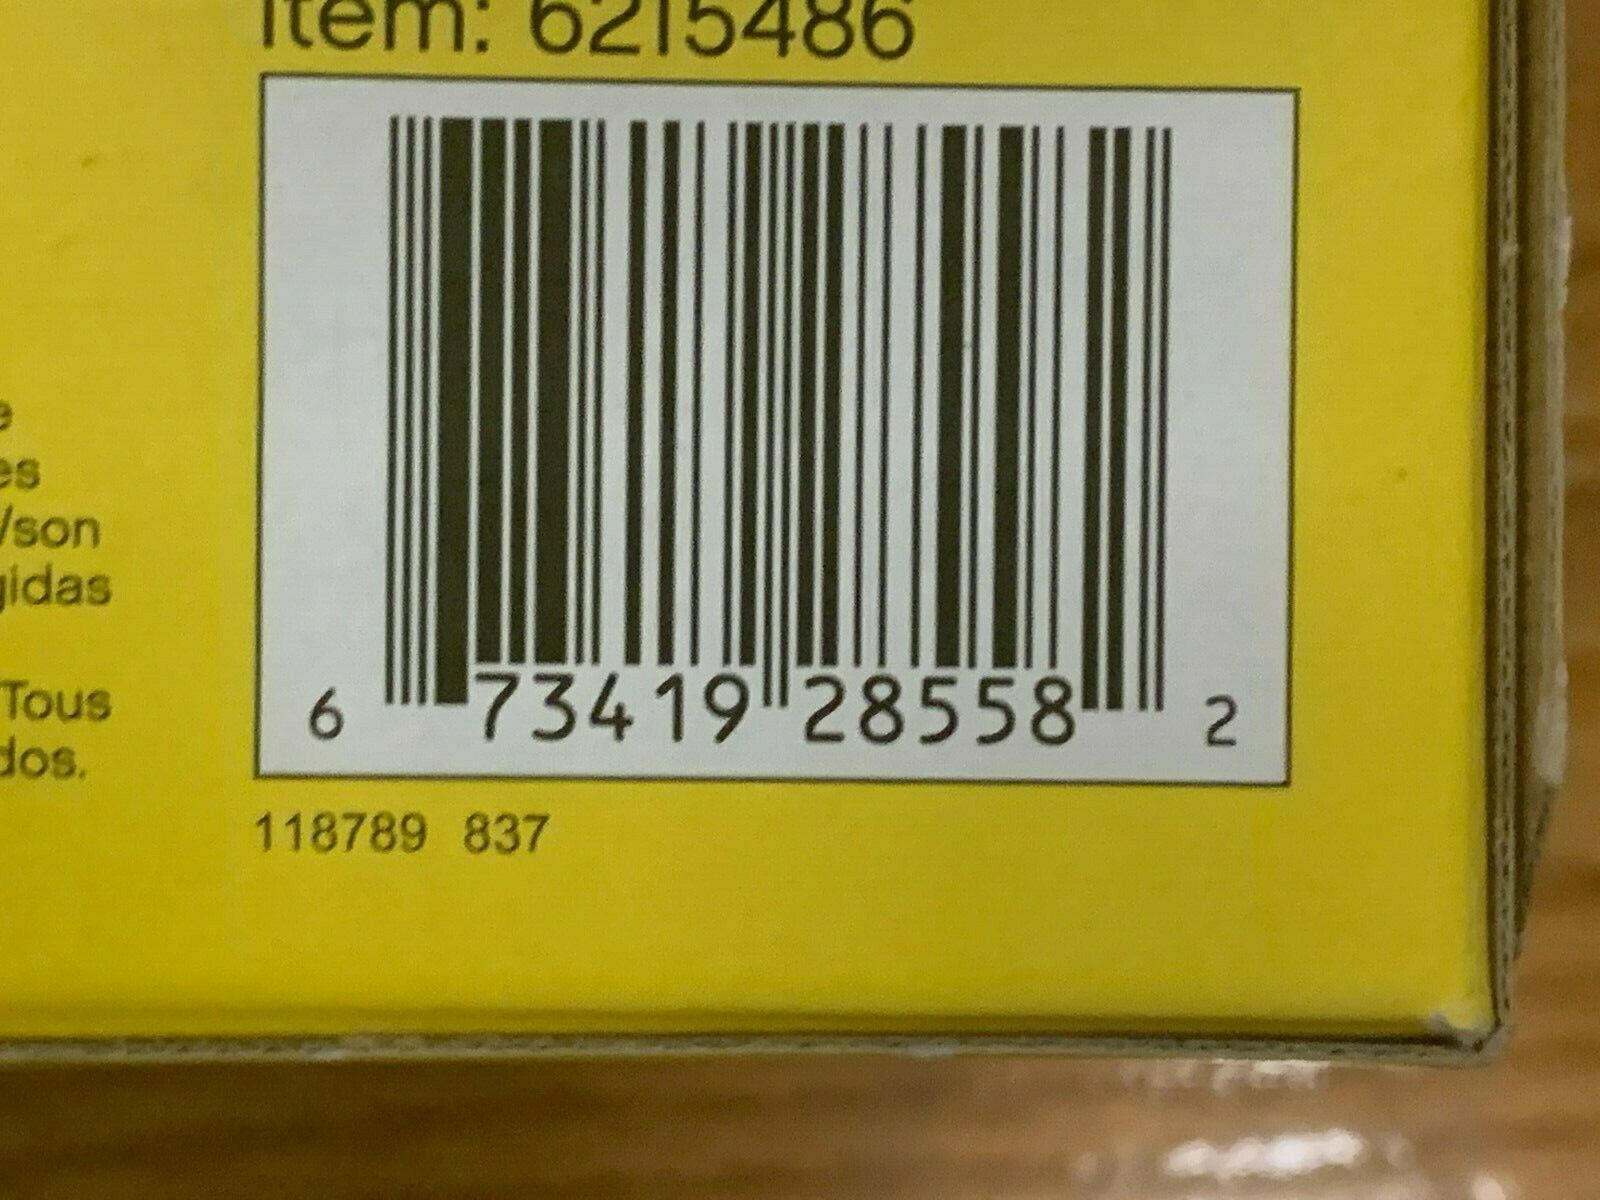 Item: 6215486
e
es
/son
gidas
/Tous
dos.
6 73419 28558 2
118789 837